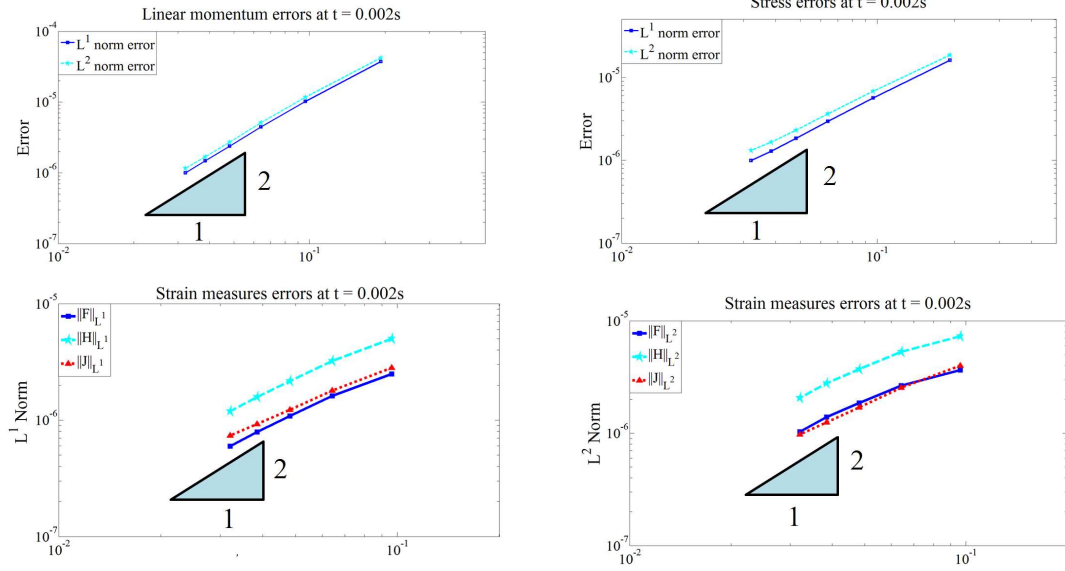 Linear momentum errors at t = 0.002s
10^-4
L^1 norm error
L^2 norm error
10^-5
Error
10^-6
2
1
10^-7
10^-2
10^-1
Stress errors at t = 0.002s
L^1 norm error
L^2 norm error
10^-5
Error
10^-6
2
1
10^-7
10^-2
10^-1
Strain measures errors at t = 0.002s
10^-5
||F||_L^1
||H||_L^1
||J||_L^1
L^1 Norm
10^-6
2
1
10^-7
10^-2
10^-1
Strain measures errors at t = 0.002s
10^-5
||F||_L^2
||H||_L^2
||J||_L^2
L^2 Norm
10^-6
2
1
10^-7
10^-2
10^-1